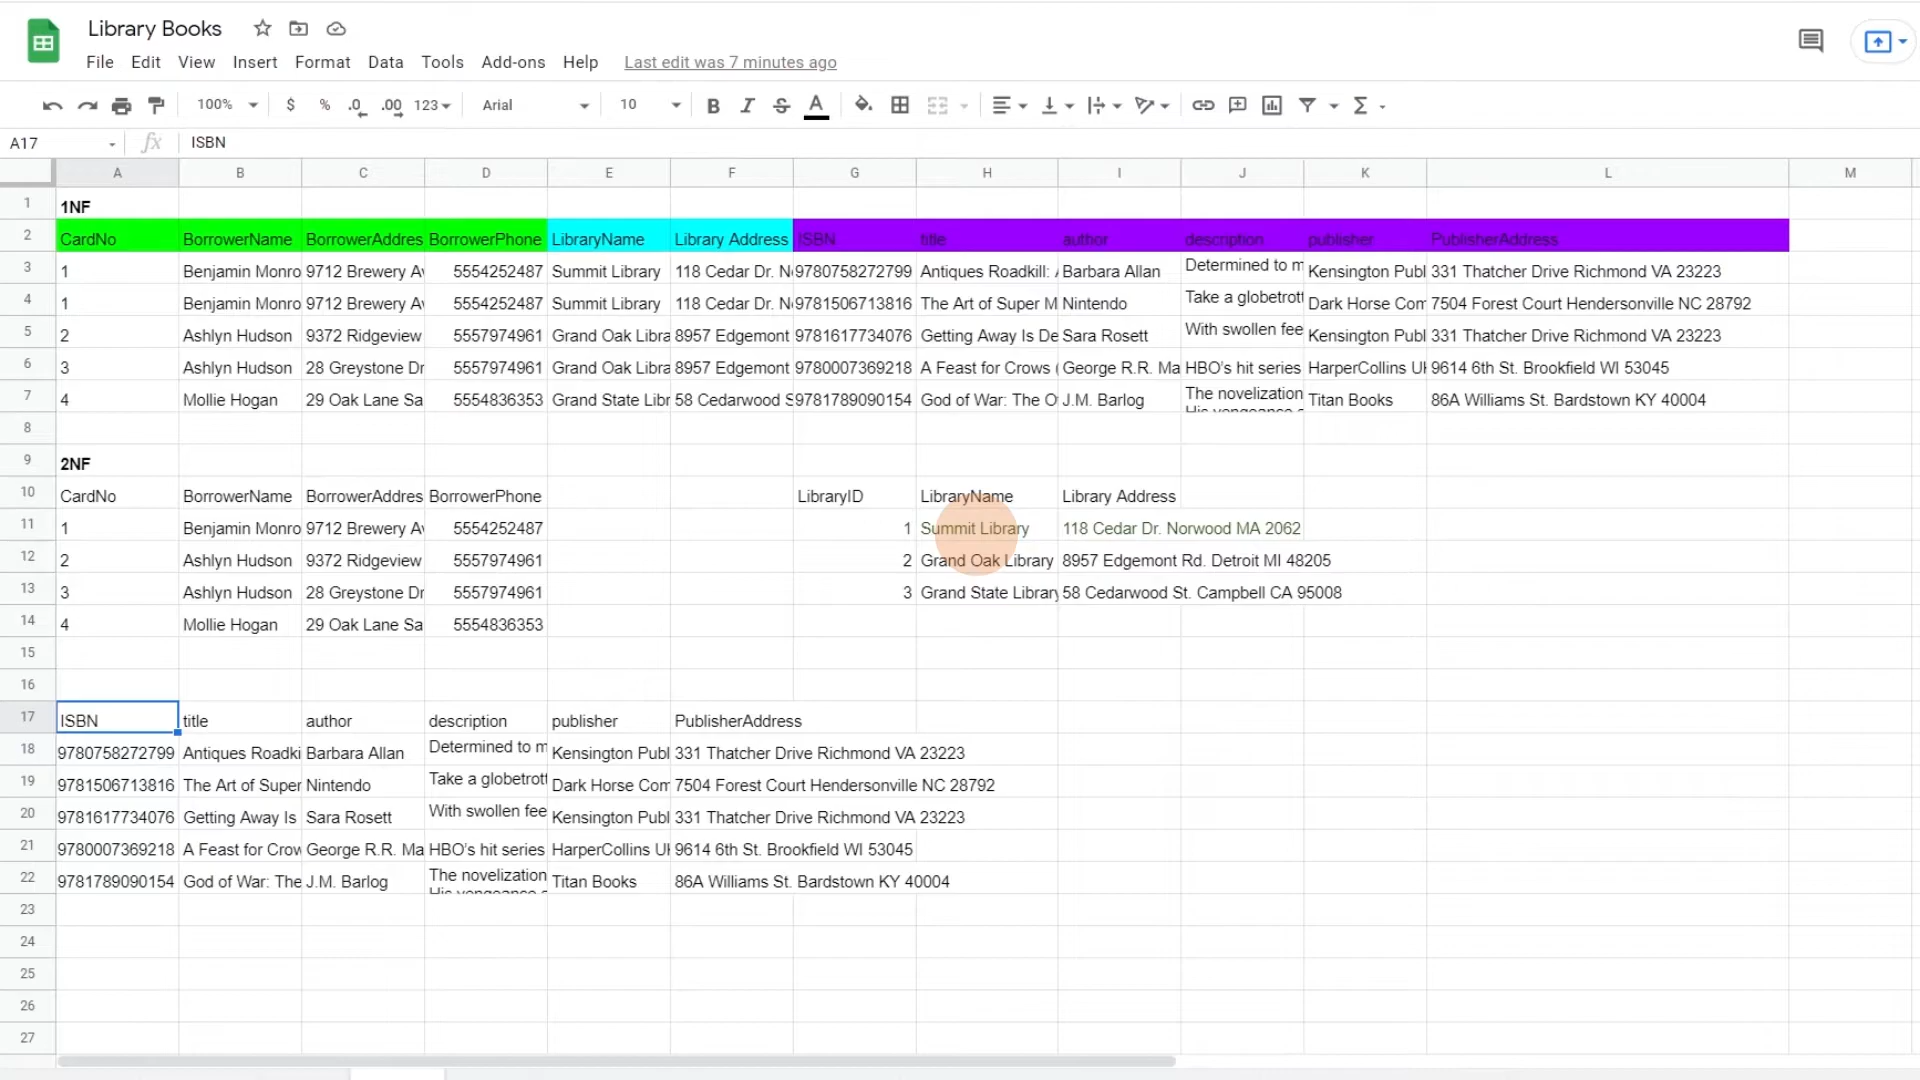 Library Books
File Edit View Insert Format Data Tools Add-ons Help Last edit was 7 minutes ago
100% $ % .0 .00 123 Arial 10 B I S A Σ
A17 fx ISBN
A B C D E F G H I J K L M
1 1NF
2 CardNo BorrowerName BorrowerAddres BorrowerPhone LibraryName Library Address ISBN title author description publisher PublisherAddress
3 1 Benjamin Monro 9712 Brewery Av 5554252487 Summit Library 118 Cedar Dr. N 9780758272799 Antiques Roadkill: Barbara Allan Determined to m Kensington Publ 331 Thatcher Drive Richmond VA 23223
4 1 Benjamin Monro 9712 Brewery Av 5554252487 Summit Library 118 Cedar Dr. N 9781506713816 The Art of Super M Nintendo Take a globetrott Dark Horse Com 7504 Forest Court Hendersonville NC 28792
5 2 Ashlyn Hudson 9372 Ridgeview 5557974961 Grand Oak Libra 8957 Edgemont 9781617734076 Getting Away Is De Sara Rosett With swollen fee Kensington Publ 331 Thatcher Drive Richmond VA 23223
6 3 Ashlyn Hudson 28 Greystone Dr 5557974961 Grand Oak Libra 8957 Edgemont 9780007369218 A Feast for Crows ( George R.R. Ma HBO's hit series HarperCollins UK 9614 6th St. Brookfield WI 53045
7 4 Mollie Hogan 29 Oak Lane Sa 5554836353 Grand State Libr 58 Cedarwood S 9781789090154 God of War: The O J.M. Barlog The novelization Titan Books 86A Williams St. Bardstown KY 40004
His vengeance
8
9 2NF
10 CardNo BorrowerName BorrowerAddres BorrowerPhone LibraryID LibraryName Library Address
11 1 Benjamin Monro 9712 Brewery Av 5554252487 1 Summit Library 118 Cedar Dr. Norwood MA 2062
12 2 Ashlyn Hudson 9372 Ridgeview 5557974961 2 Grand Oak Library 8957 Edgemont Rd. Detroit MI 48205
13 3 Ashlyn Hudson 28 Greystone Dr 5557974961 3 Grand State Library 58 Cedarwood St. Campbell CA 95008
14 4 Mollie Hogan 29 Oak Lane Sa 5554836353
15
16
17 ISBN title author description publisher PublisherAddress
18 9780758272799 Antiques Roadki Barbara Allan Determined to m Kensington Publ 331 Thatcher Drive Richmond VA 23223
19 9781506713816 The Art of Super Nintendo Take a globetrott Dark Horse Com 7504 Forest Court Hendersonville NC 28792
20 9781617734076 Getting Away Is Sara Rosett With swollen fee Kensington Publ 331 Thatcher Drive Richmond VA 23223
21 9780007369218 A Feast for Crow George R.R. Ma HBO's hit series HarperCollins UK 9614 6th St. Brookfield WI 53045
22 9781789090154 God of War: The J.M. Barlog The novelization Titan Books 86A Williams St. Bardstown KY 40004
His vengeance
23
24
25
26
27